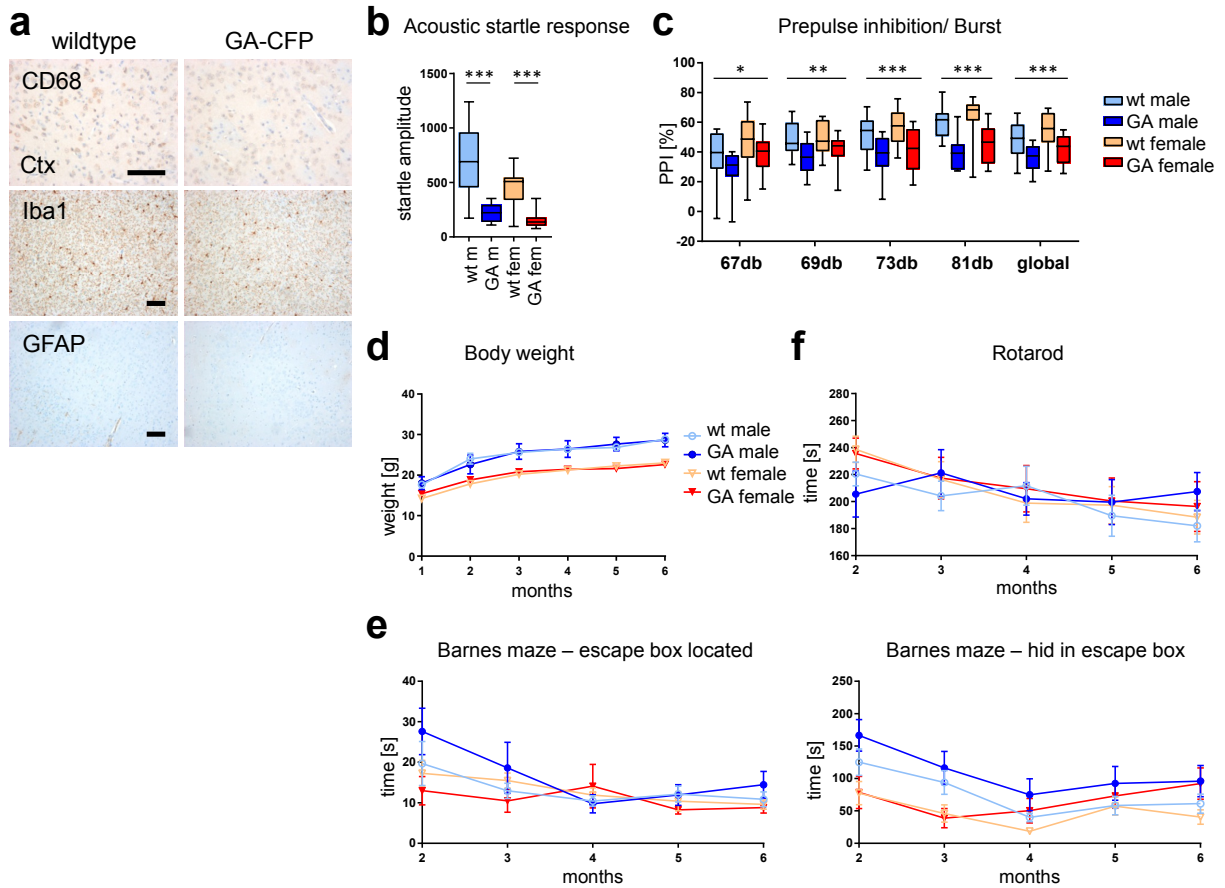 a
wildtype GA-CFP
CD68
Ctx
Iba1
GFAP
b
Acoustic startle response
*** ***
1500
1000
500
0
startle amplitude
wt m
GA m
wt fem
GA fem
c
Prepulse inhibition/ Burst
* ** *** *** ***
100
80
60
40
20
0
-20
PPI [%]
67db 69db 73db 81db global
wt male
GA male
wt female
GA female
d
Body weight
40
30
20
10
0
weight [g]
1 2 3 4 5 6
months
wt male
GA male
wt female
GA female
f
Rotarod
280
260
240
220
200
180
160
time [s]
2 3 4 5 6
months
e
Barnes maze – escape box located
40
30
20
10
0
time [s]
2 3 4 5 6
months
Barnes maze – hid in escape box
250
200
150
100
50
0
time [s]
2 3 4 5 6
months